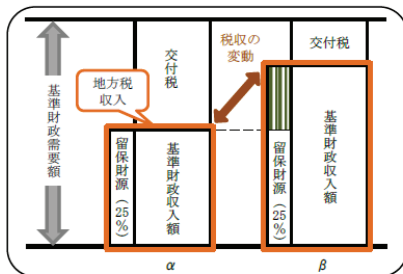 基準財政需要額
地方税
収入
交付税
留保財源（25％）
基準財政収入額
税収の
変動
交付税
留保財源（25％）
基準財政収入額
α
β